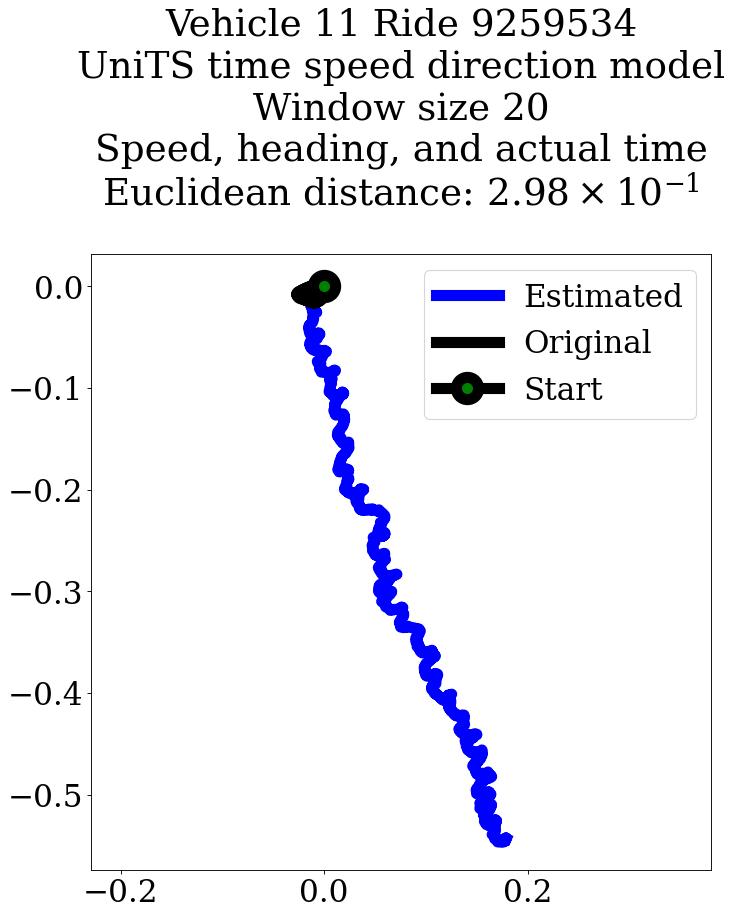 Vehicle 11 Ride 9259534
UniTS time speed direction model
Window size 20
Speed, heading, and actual time
Euclidean distance: 2.98 × 10⁻¹
Estimated
Original
Start
0.0
−0.1
−0.2
−0.3
−0.4
−0.5
−0.2 0.0 0.2